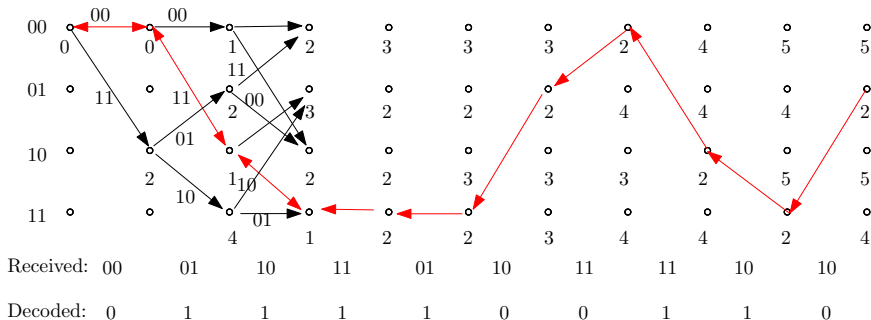 00 00
00
0 0 1 2 3 3 3 2 4 5 5
11
01 11 11 00
2 3 2 2 2 4 4 4 2
01
10
2 10 1 10 2 2 3 3 3 2 5 5
11 01
4 1 2 2 3 4 4 2 4
Received: 00 01 10 11 01 10 11 11 10 10
Decoded: 0 1 1 1 1 0 0 1 1 0